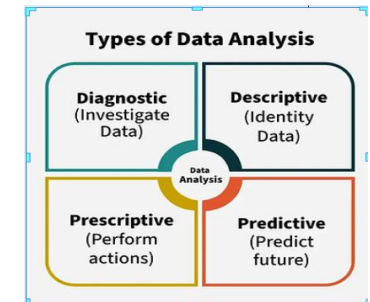 Types of Data Analysis
Diagnostic
(Investigate
Data)
Descriptive
(Identity
Data)
Data
Analysis
Prescriptive
(Perform
actions)
Predictive
(Predict
future)